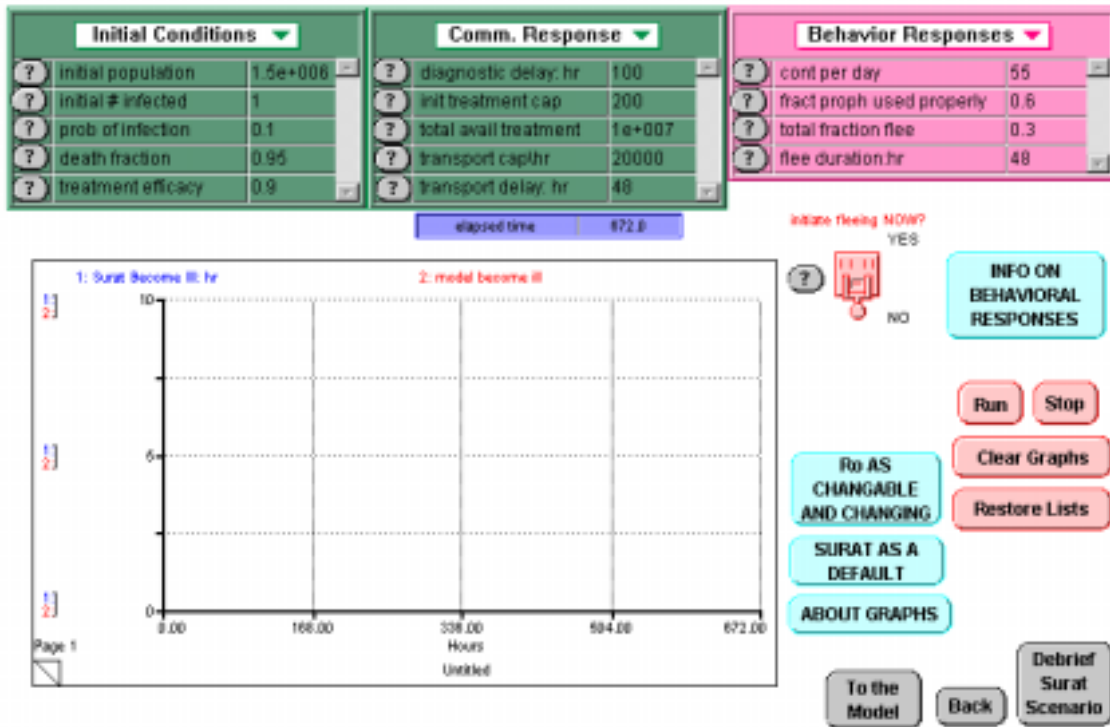 Initial Conditions
? initial population 1.5e+006
? initial # infected 1
? prob of infection 0.1
? death fraction 0.95
? treatment efficacy 0.9
Comm. Response
? diagnostic delay: hr 100
? init treatment cap 200
? total avail treatment 1e+007
? transport cap\hr 20000
? transport delay: hr 48
Behavior Responses
? cont per day 55
? fract proph used properly 0.6
? total fraction flee 0.3
? flee duration:hr 48
elapsed time 672.0
initiate fleeing NOW?
YES
?
NO
INFO ON
BEHAVIORAL
RESPONSES
1: Surat Become Ill: hr 2: model become ill
1:
2:
10
1:
2:
5
1:
2:
0
0.00 168.00 336.00 504.00 672.00
Page 1
Hours
Untitled
Run Stop
Clear Graphs
Restore Lists
Ro AS
CHANGABLE
AND CHANGING
SURAT AS A
DEFAULT
ABOUT GRAPHS
To the
Model
Back
Debrief
Surat
Scenario